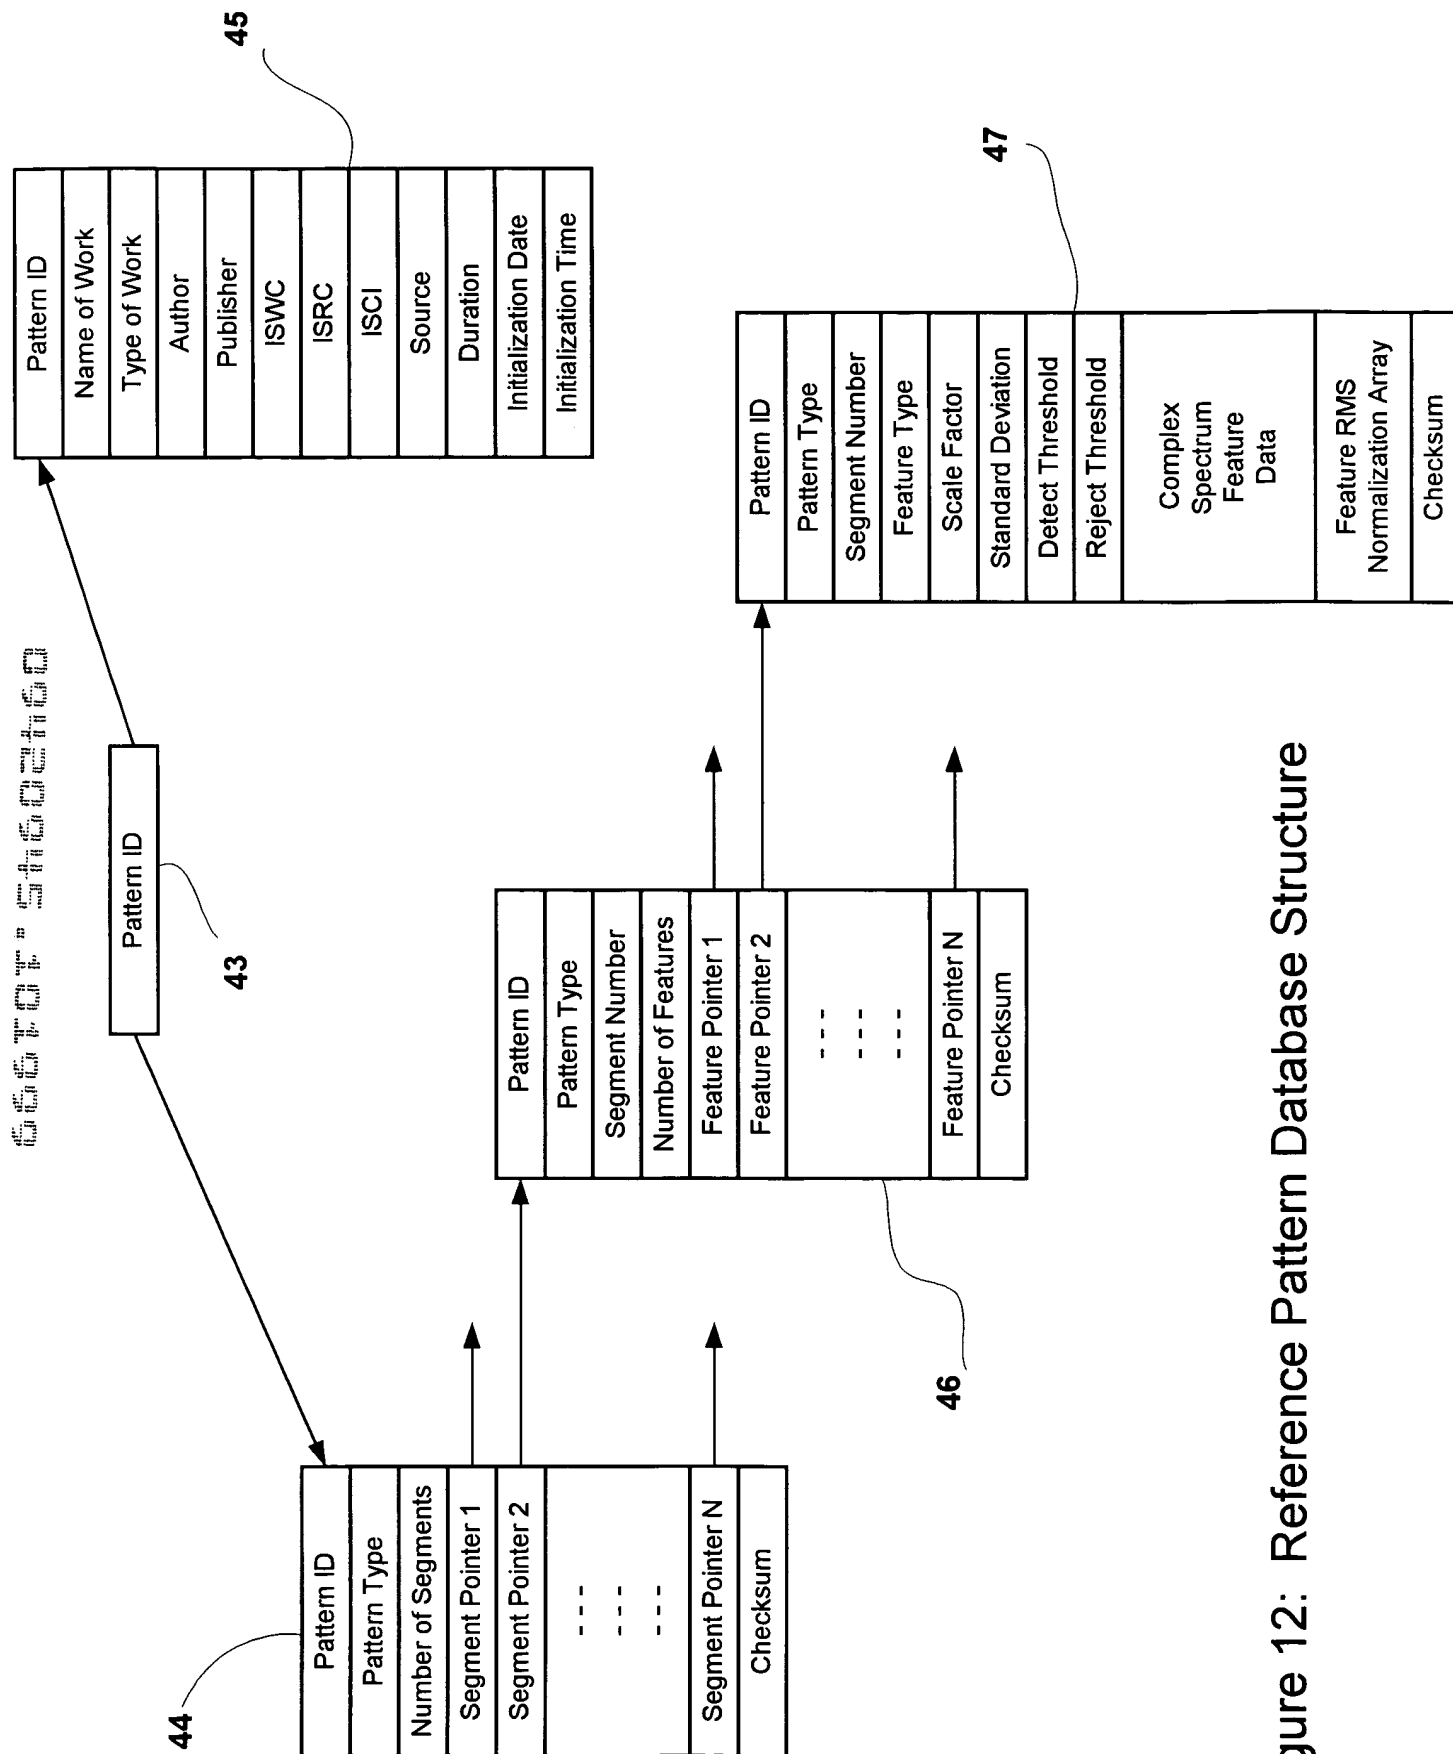 45
Pattern ID
Name of Work
Type of Work
Author
Publisher
ISWC
ISRC
ISCI
Source
Duration
Initialization Date
Initialization Time
Pattern ID
43
44
Pattern ID
Pattern Type
Number of Segments
Segment Pointer 1
Segment Pointer 2
- - -
- - -
- - -
Segment Pointer N
Checksum
Pattern ID
Pattern Type
Segment Number
Number of Features
Feature Pointer 1
Feature Pointer 2
- - -
- - -
- - -
Feature Pointer N
Checksum
46
47
Pattern ID
Pattern Type
Segment Number
Feature Type
Scale Factor
Standard Deviation
Detect Threshold
Reject Threshold
Complex
Spectrum
Feature
Data
Feature RMS
Normalization Array
Checksum
gure 12: Reference Pattern Database Structure